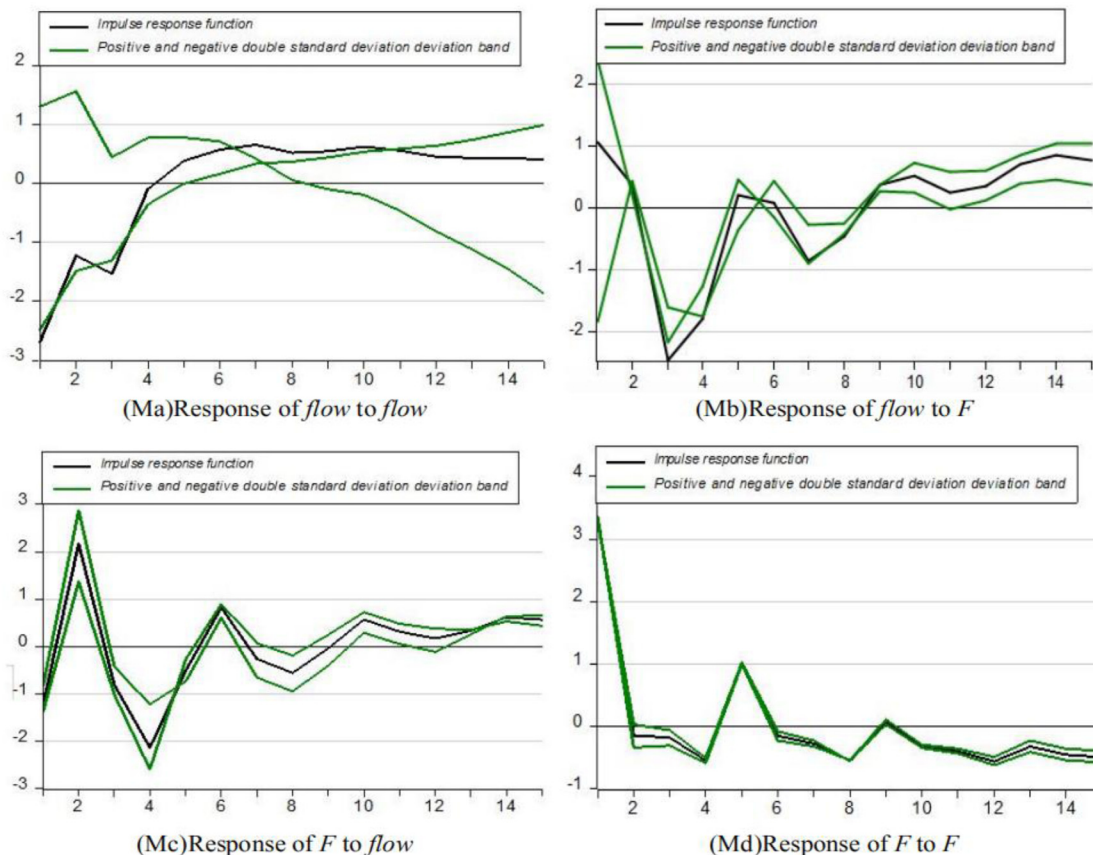 Impulse response function
Positive and negative double standard deviation deviation band
2
1
0
-1
-2
-3
2 4 6 8 10 12 14
(Ma)Response of flow to flow
Impulse response function
Positive and negative double standard deviation deviation band
2
1
0
-1
-2
2 4 6 8 10 12 14
(Mb)Response of flow to F
Impulse response function
Positive and negative double standard deviation deviation band
3
2
1
0
-1
-2
-3
2 4 6 8 10 12 14
(Mc)Response of F to flow
Impulse response function
Positive and negative double standard deviation deviation band
4
3
2
1
0
-1
2 4 6 8 10 12 14
(Md)Response of F to F